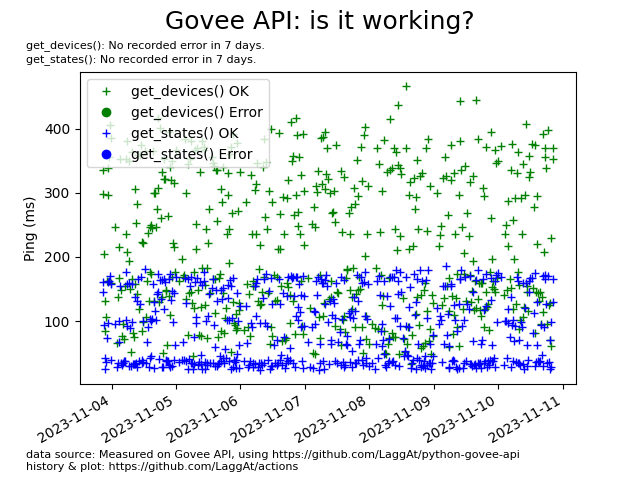 Govee API: is it working?
get_devices(): No recorded error in 7 days.
get_states(): No recorded error in 7 days.
get_devices() OK
get_devices() Error
get_states() OK
get_states() Error
Ping (ms)
400
300
200
100
2023-11-04
2023-11-05
2023-11-06
2023-11-07
2023-11-08
2023-11-09
2023-11-10
2023-11-11
data source: Measured on Govee API, using https://github.com/LaggAt/python-govee-api
history & plot: https://github.com/LaggAt/actions